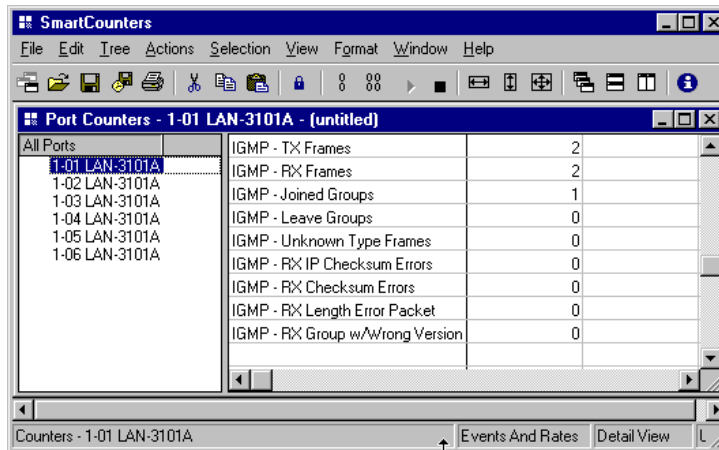 SmartCounters
File Edit Tree Actions Selection View Format Window Help
Port Counters - 1-01 LAN-3101A - (untitled)
All Ports
1-01 LAN-3101A
1-02 LAN-3101A
1-03 LAN-3101A
1-04 LAN-3101A
1-05 LAN-3101A
1-06 LAN-3101A
IGMP - TX Frames 2
IGMP - RX Frames 2
IGMP - Joined Groups 1
IGMP - Leave Groups 0
IGMP - Unknown Type Frames 0
IGMP - RX IP Checksum Errors 0
IGMP - RX Checksum Errors 0
IGMP - RX Length Error Packet 0
IGMP - RX Group w/Wrong Version 0
Counters - 1-01 LAN-3101A Events And Rates Detail View L